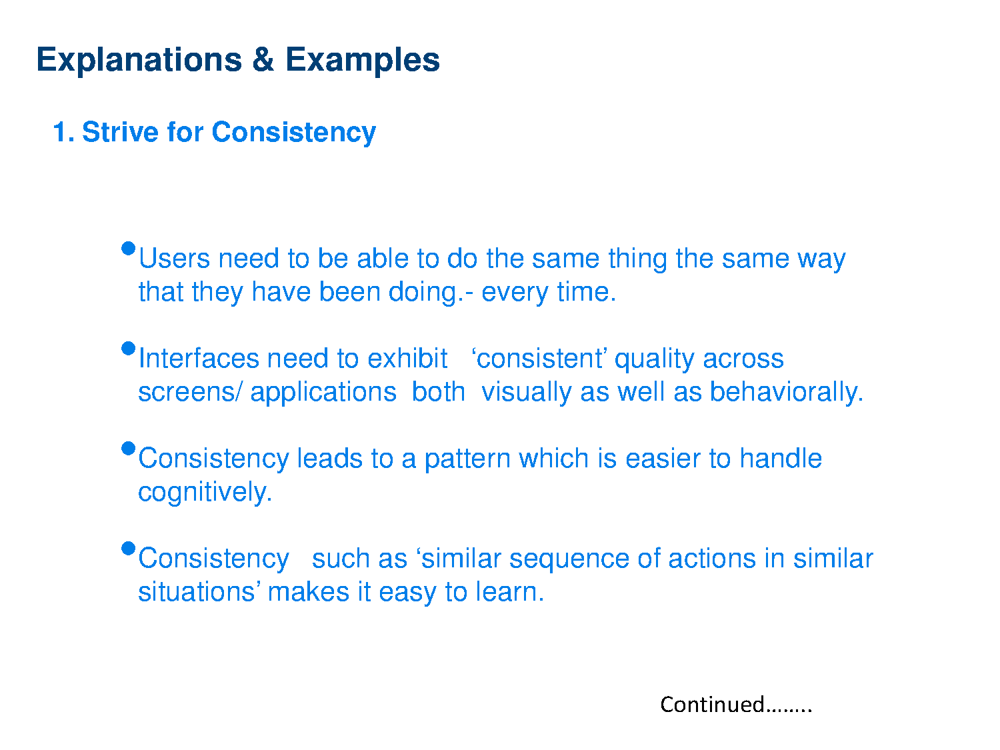 Explanations & Examples
1. Strive for Consistency
•Users need to be able to do the same thing the same way
that they have been doing.- every time.
•Interfaces need to exhibit ‘consistent’ quality across
screens/ applications both visually as well as behaviorally.
•Consistency leads to a pattern which is easier to handle
cognitively.
•Consistency such as ‘similar sequence of actions in similar
situations’ makes it easy to learn.
Continued……..